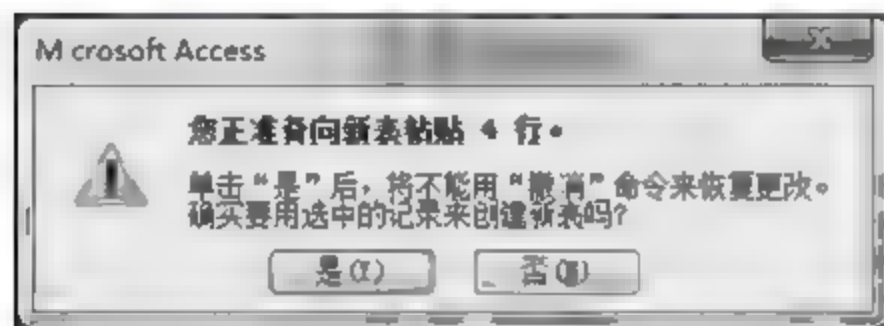 Microsoft Access
您正准备向新表粘贴 4 行。
单击“是”后，将不能用“撤消”命令来恢复更改。
确实要用选中的记录来创建新表吗?
是(Y)
否(N)